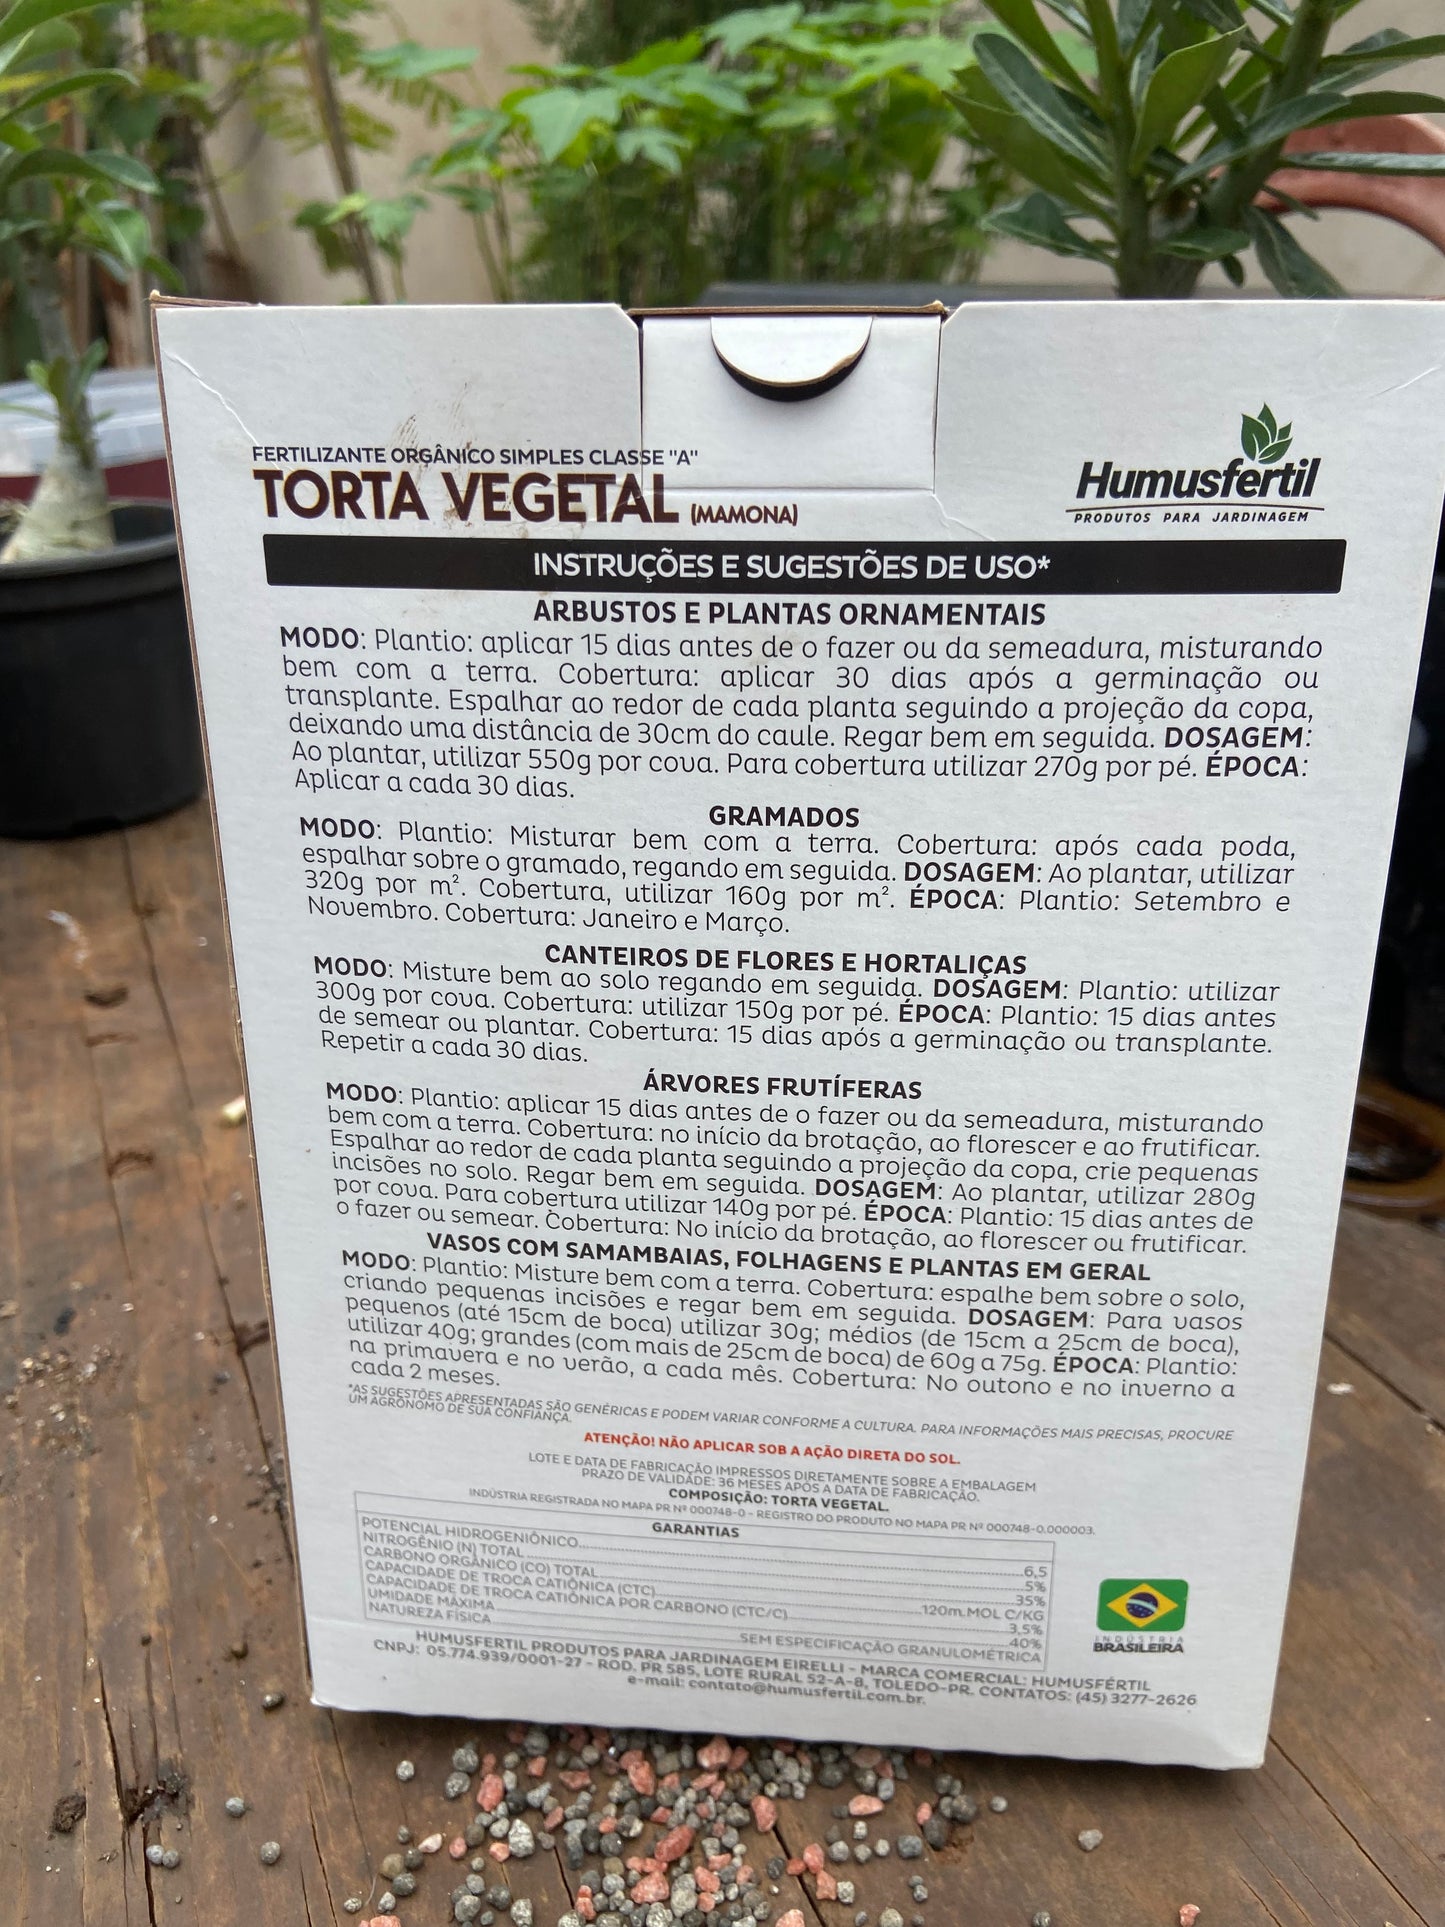 FERTILIZANTE ORGÂNICO SIMPLES CLASSE "A"
TORTA VEGETAL (MAMONA)
Humusfertil
PRODUTOS PARA JARDINAGEM
INSTRUÇÕES E SUGESTÕES DE USO*
ARBUSTOS E PLANTAS ORNAMENTAIS
MODO: Plantio: aplicar 15 dias antes de o fazer ou da semeadura, misturando
bem com a terra. Cobertura: aplicar 30 dias após a germinação ou
transplante. Espalhar ao redor de cada planta seguindo a projeção da copa,
deixando uma distância de 30cm do caule. Regar bem em seguida. DOSAGEM:
Ao plantar, utilizar 550g por cova. Para cobertura utilizar 270g por pé. ÉPOCA:
Aplicar a cada 30 dias.
GRAMADOS
MODO: Plantio: Misturar bem com a terra. Cobertura: após cada poda,
espalhar sobre o gramado, regando em seguida. DOSAGEM: Ao plantar, utilizar
320g por m². Cobertura, utilizar 160g por m². ÉPOCA: Plantio: Setembro e
Novembro. Cobertura: Janeiro e Março.
CANTEIROS DE FLORES E HORTALIÇAS
MODO: Misture bem ao solo regando em seguida. DOSAGEM: Plantio: utilizar
300g por cova. Cobertura: utilizar 150g por pé. ÉPOCA: Plantio: 15 dias antes
de semear ou plantar. Cobertura: 15 dias após a germinação ou transplante.
Repetir a cada 30 dias.
ÁRVORES FRUTÍFERAS
MODO: Plantio: aplicar 15 dias antes de o fazer ou da semeadura, misturando
bem com a terra. Cobertura: no início da brotação, ao florescer e ao frutificar.
Espalhar ao redor de cada planta seguindo a projeção da copa, crie pequenas
incisões no solo. Regar bem em seguida. DOSAGEM: Ao plantar, utilizar 280g
por cova. Para cobertura utilizar 140g por pé. ÉPOCA: Plantio: 15 dias antes de
o fazer ou semear. Cobertura: No início da brotação, ao florescer ou frutificar.
VASOS COM SAMAMBAIAS, FOLHAGENS E PLANTAS EM GERAL
MODO: Plantio: Misture bem com a terra. Cobertura: espalhe bem sobre o solo,
criando pequenas incisões e regar bem em seguida. DOSAGEM: Para vasos
pequenos (até 15cm de boca) utilizar 30g; médios (de 15cm a 25cm de boca),
utilizar 40g; grandes (com mais de 25cm de boca) de 60g a 75g. ÉPOCA: Plantio:
na primavera e no verão, a cada mês. Cobertura: No outono e no inverno a
cada 2 meses.
*AS SUGESTÕES APRESENTADAS SÃO GENÉRICAS E PODEM VARIAR CONFORME A CULTURA. PARA INFORMAÇÕES MAIS PRECISAS, PROCURE
UM AGRÔNOMO DE SUA CONFIANÇA.
ATENÇÃO! NÃO APLICAR SOB A AÇÃO DIRETA DO SOL.
LOTE E DATA DE FABRICAÇÃO IMPRESSOS DIRETAMENTE SOBRE A EMBALAGEM
PRAZO DE VALIDADE: 36 MESES APÓS A DATA DE FABRICAÇÃO.
COMPOSIÇÃO: TORTA VEGETAL.
INDÚSTRIA REGISTRADA NO MAPA PR Nº 000748-0 - REGISTRO DO PRODUTO NO MAPA PR Nº 000748-0.000003.
GARANTIAS
POTENCIAL HIDROGENIÔNICO 6,5
NITROGÊNIO (N) TOTAL 5%
CARBONO ORGÂNICO (CO) TOTAL 35%
CAPACIDADE DE TROCA CATIÔNICA (CTC) 120m.MOL C/KG
CAPACIDADE DE TROCA CATIÔNICA POR CARBONO (CTC/C) 3,5%
UMIDADE MÁXIMA 40%
NATUREZA FÍSICA SEM ESPECIFICAÇÃO GRANULOMÉTRICA
INDÚSTRIA
BRASILEIRA
HUMUSFERTIL PRODUTOS PARA JARDINAGEM EIRELLI - MARCA COMERCIAL: HUMUSFÉRTIL
CNPJ: 05.774.939/0001-27 - ROD. PR 585, LOTE RURAL 52-A-8, TOLEDO-PR. CONTATOS: (45) 3277-2626
e-mail: contato@humusfertil.com.br.